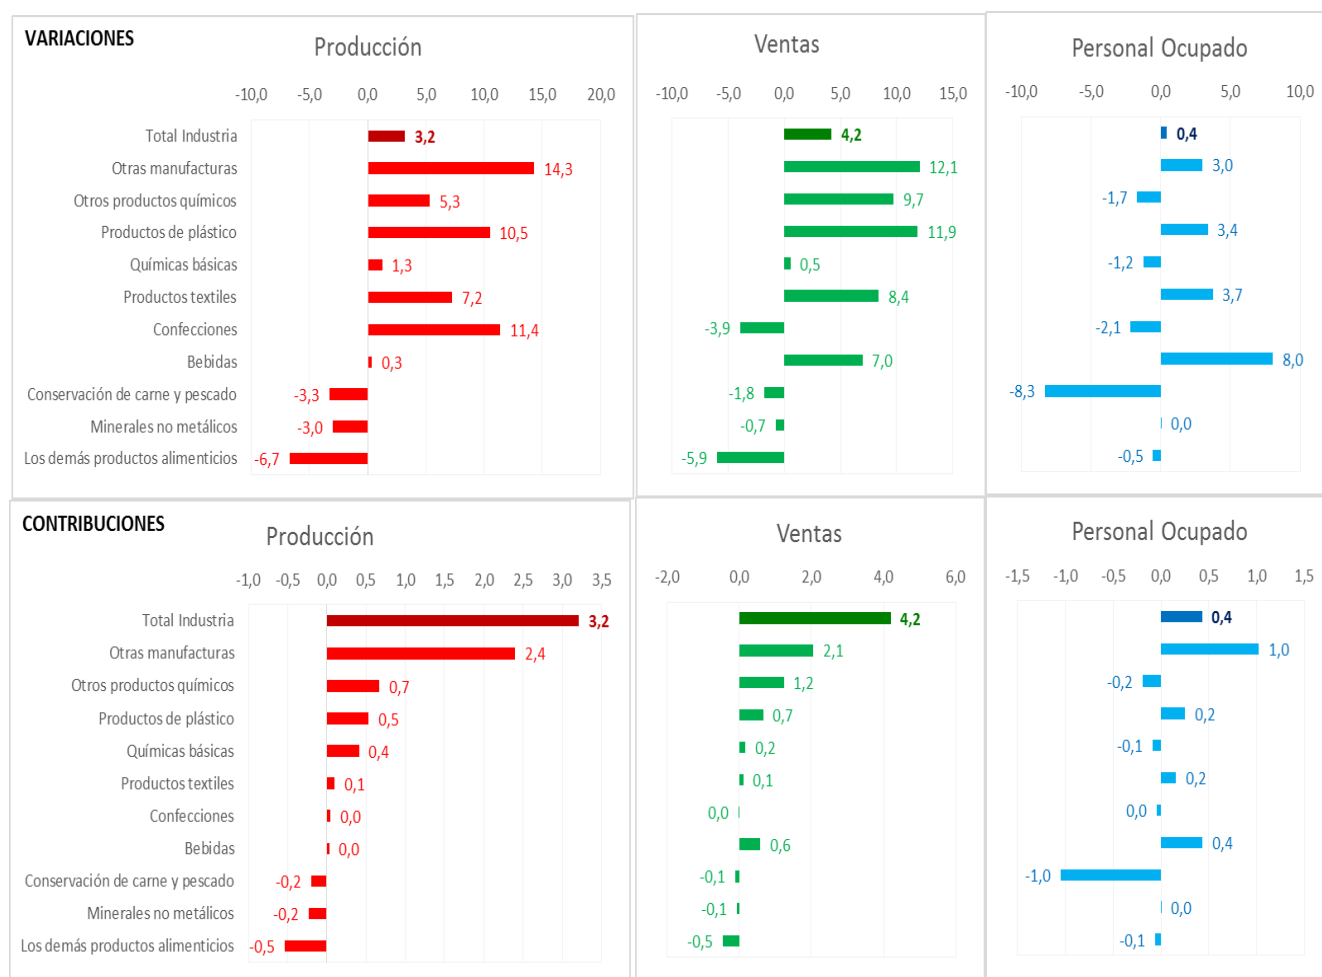 VARIACIONES
Producción
-10,0 -5,0 0,0 5,0 10,0 15,0 20,0
Total Industria 3,2
Otras manufacturas 14,3
Otros productos químicos 5,3
Productos de plástico 10,5
Químicas básicas 1,3
Productos textiles 7,2
Confecciones 11,4
Bebidas 0,3
Conservación de carne y pescado -3,3
Minerales no metálicos -3,0
Los demás productos alimenticios -6,7
Ventas
-10,0 -5,0 0,0 5,0 10,0 15,0
4,2
12,1
9,7
11,9
0,5
8,4
-3,9
7,0
-1,8
-0,7
-5,9
Personal Ocupado
-10,0 -5,0 0,0 5,0 10,0
0,4
3,0
-1,7
3,4
-1,2
3,7
-2,1
8,0
-8,3
0,0
-0,5
CONTRIBUCIONES
Producción
-1,0 -0,5 0,0 0,5 1,0 1,5 2,0 2,5 3,0 3,5
Total Industria 3,2
Otras manufacturas 2,4
Otros productos químicos 0,7
Productos de plástico 0,5
Químicas básicas 0,4
Productos textiles 0,1
Confecciones 0,0
Bebidas 0,0
Conservación de carne y pescado -0,2
Minerales no metálicos -0,2
Los demás productos alimenticios -0,5
Ventas
-2,0 0,0 2,0 4,0 6,0
4,2
2,1
1,2
0,7
0,2
0,1
0,0
0,6
-0,1
-0,1
-0,5
Personal Ocupado
-1,5 -1,0 -0,5 0,0 0,5 1,0 1,5
0,4
1,0
-0,2
0,2
-0,1
0,2
0,0
0,4
-1,0
0,0
-0,1